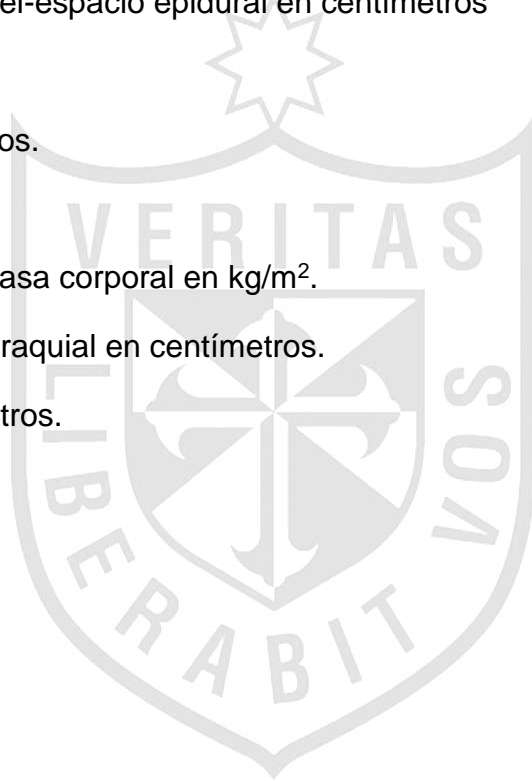 el-espacio epidural en centímetros
os.
VERITAS
asa corporal en kg/m².
raquial en centímetros.
tros.
LIBERABIT VOS